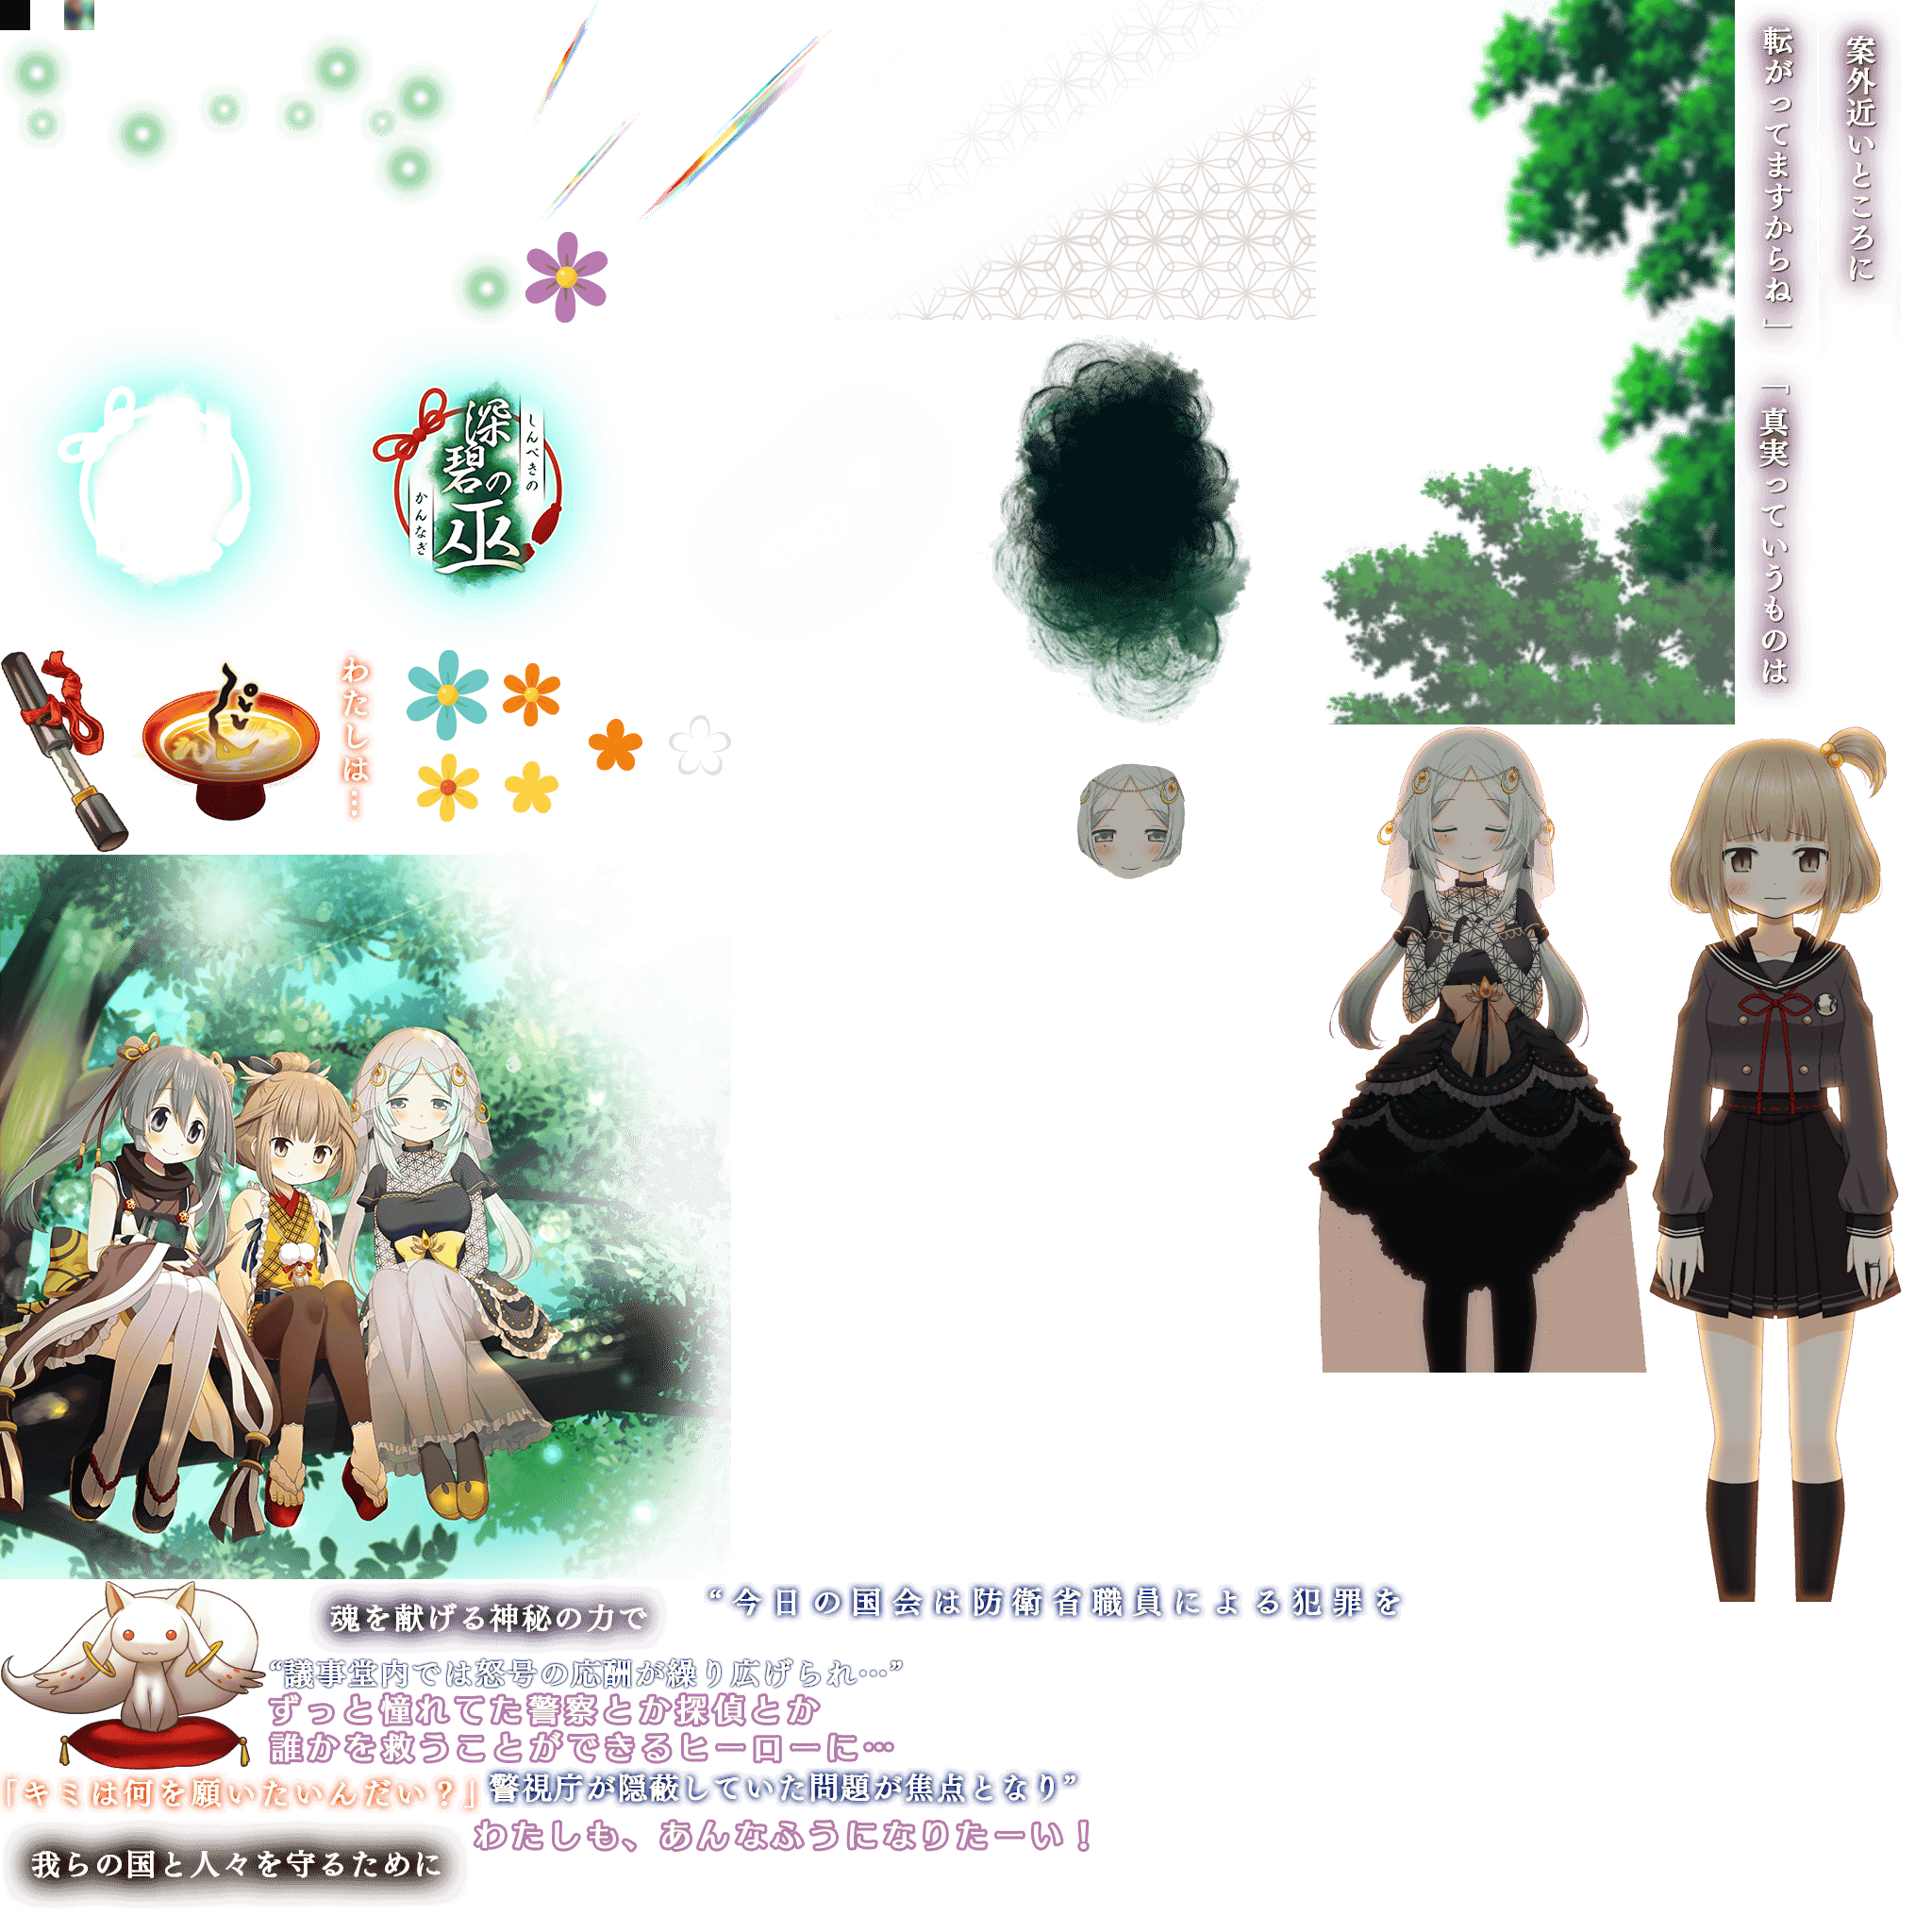 案外近いところに
転がってますからね」
「真実っていうものは
深碧の巫
しんぺきの
かんなぎ
わたしは…
魂を献げる神秘の力で
“今日の国会は防衛省職員による犯罪を
“議事堂内では怒号の応酬が繰り広げられ…”
ずっと憧れてた警察とか探偵とか
誰かを救うことができるヒーローに…
「キミは何を願いたいんだい？」
警視庁が隠蔽していた問題が焦点となり”
わたしも、あんなふうになりたーい！
我らの国と人々を守るために